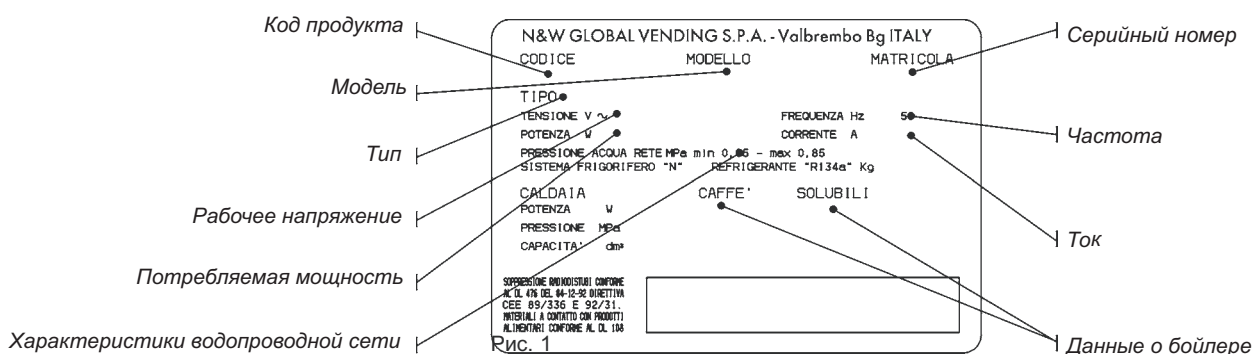 Код продукта
Модель
Тип
Рабочее напряжение
Потребляемая мощность
Характеристики водопроводной сети
N&W GLOBAL VENDING S.P.A. - Valbrembo Bg ITALY
CODICE MODELLO MATRICOLA
TIPO
TENSIONE V ~ FREQUENZA Hz
POTENZA W CORRENTE A
PRESSIONE ACQUA RETE MPa min – max 0,85
SISTEMA FRIGORIFERO "N" REFRIGERANTE "R134a" Kg
CALDAIA CAFFE' SOLUBILI
POTENZA W
PRESSIONE MPa
CAPACITA' dm³
SOPPRESSIONE RADIODISTUBI CONFORME
AL DL 476 DEL 04-12-92 DIRETTIVA
CEE 89/336 E 92/31.
MATERIALI A CONTATTO CON PRODOTTI
ALIMENTARI CONFORME AL DL 108
Рис. 1
Серийный номер
Частота
Ток
Данные о бойлере